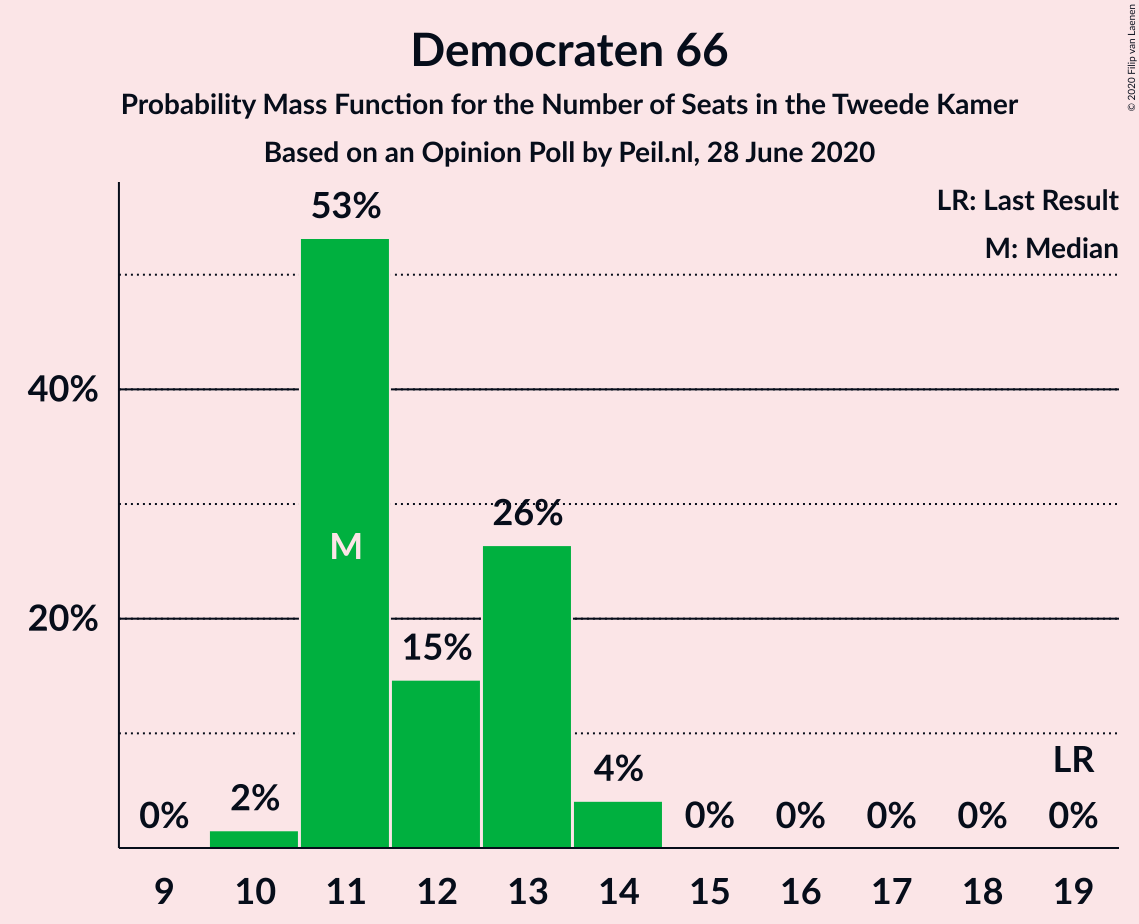 Democraten 66
Probability Mass Function for the Number of Seats in the Tweede Kamer
Based on an Opinion Poll by Peil.nl, 28 June 2020
© 2020 Filip van Laenen
LR: Last Result
M: Median
53%
40%
26%
M
20%
15%
LR
4%
2%
0%
0%
0%
0%
0%
0%
9 10 11 12 13 14 15 16 17 18 19